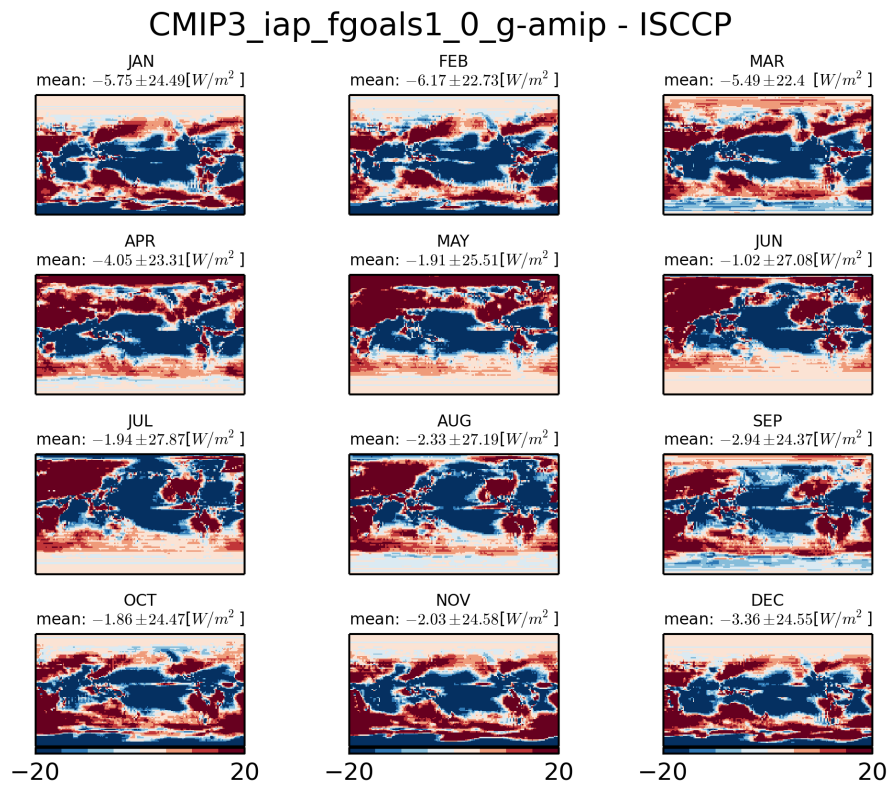 CMIP3_iap_fgoals1_0_g-amip - ISCCP
JAN
mean: −5.75±24.49[W/m² ]
FEB
mean: −6.17±22.73[W/m² ]
MAR
mean: −5.49±22.4 [W/m² ]
APR
mean: −4.05±23.31[W/m² ]
MAY
mean: −1.91±25.51[W/m² ]
JUN
mean: −1.02±27.08[W/m² ]
JUL
mean: −1.94±27.87[W/m² ]
AUG
mean: −2.33±27.19[W/m² ]
SEP
mean: −2.94±24.37[W/m² ]
OCT
mean: −1.86±24.47[W/m² ]
NOV
mean: −2.03±24.58[W/m² ]
DEC
mean: −3.36±24.55[W/m² ]
−20 20
−20 20
−20 20